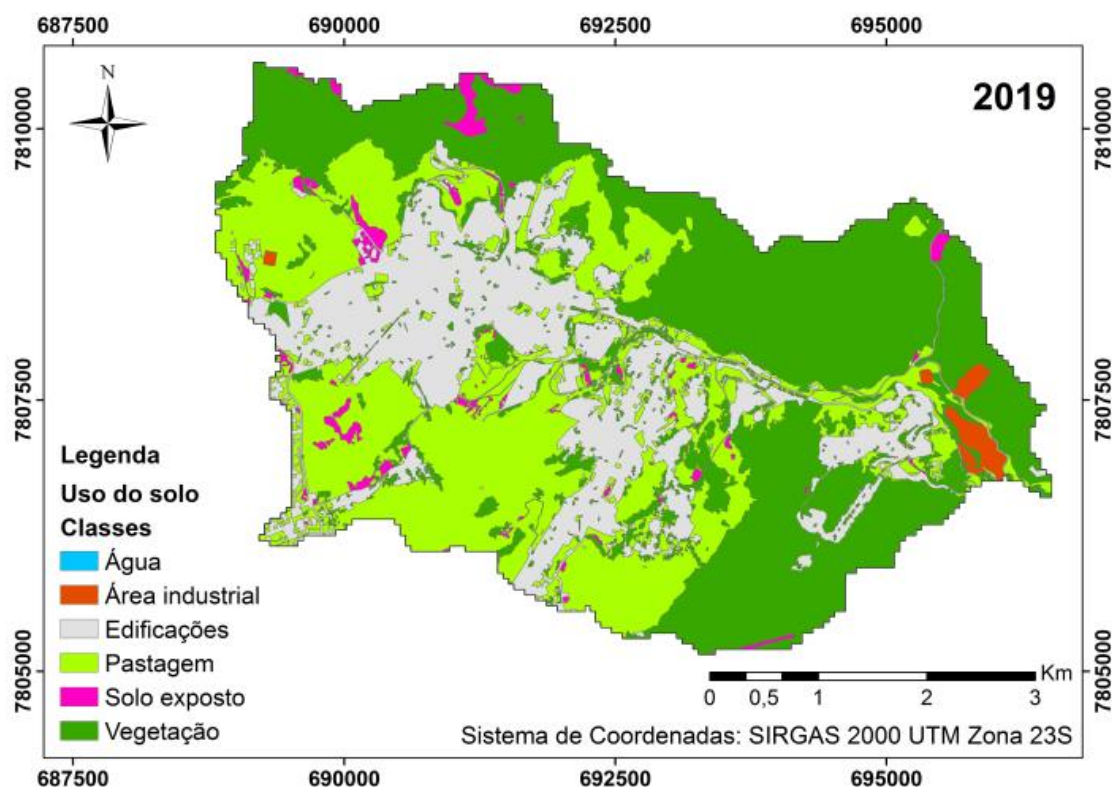 687500 690000 692500 695000
N
2019
7810000 7810000
7807500 7807500
Legenda
Uso do solo
Classes
Água
Área industrial
Edificações
Pastagem
Solo exposto
Vegetação
Km
0 0,5 1 2 3
7805000 7805000
Sistema de Coordenadas: SIRGAS 2000 UTM Zona 23S
687500 690000 692500 695000